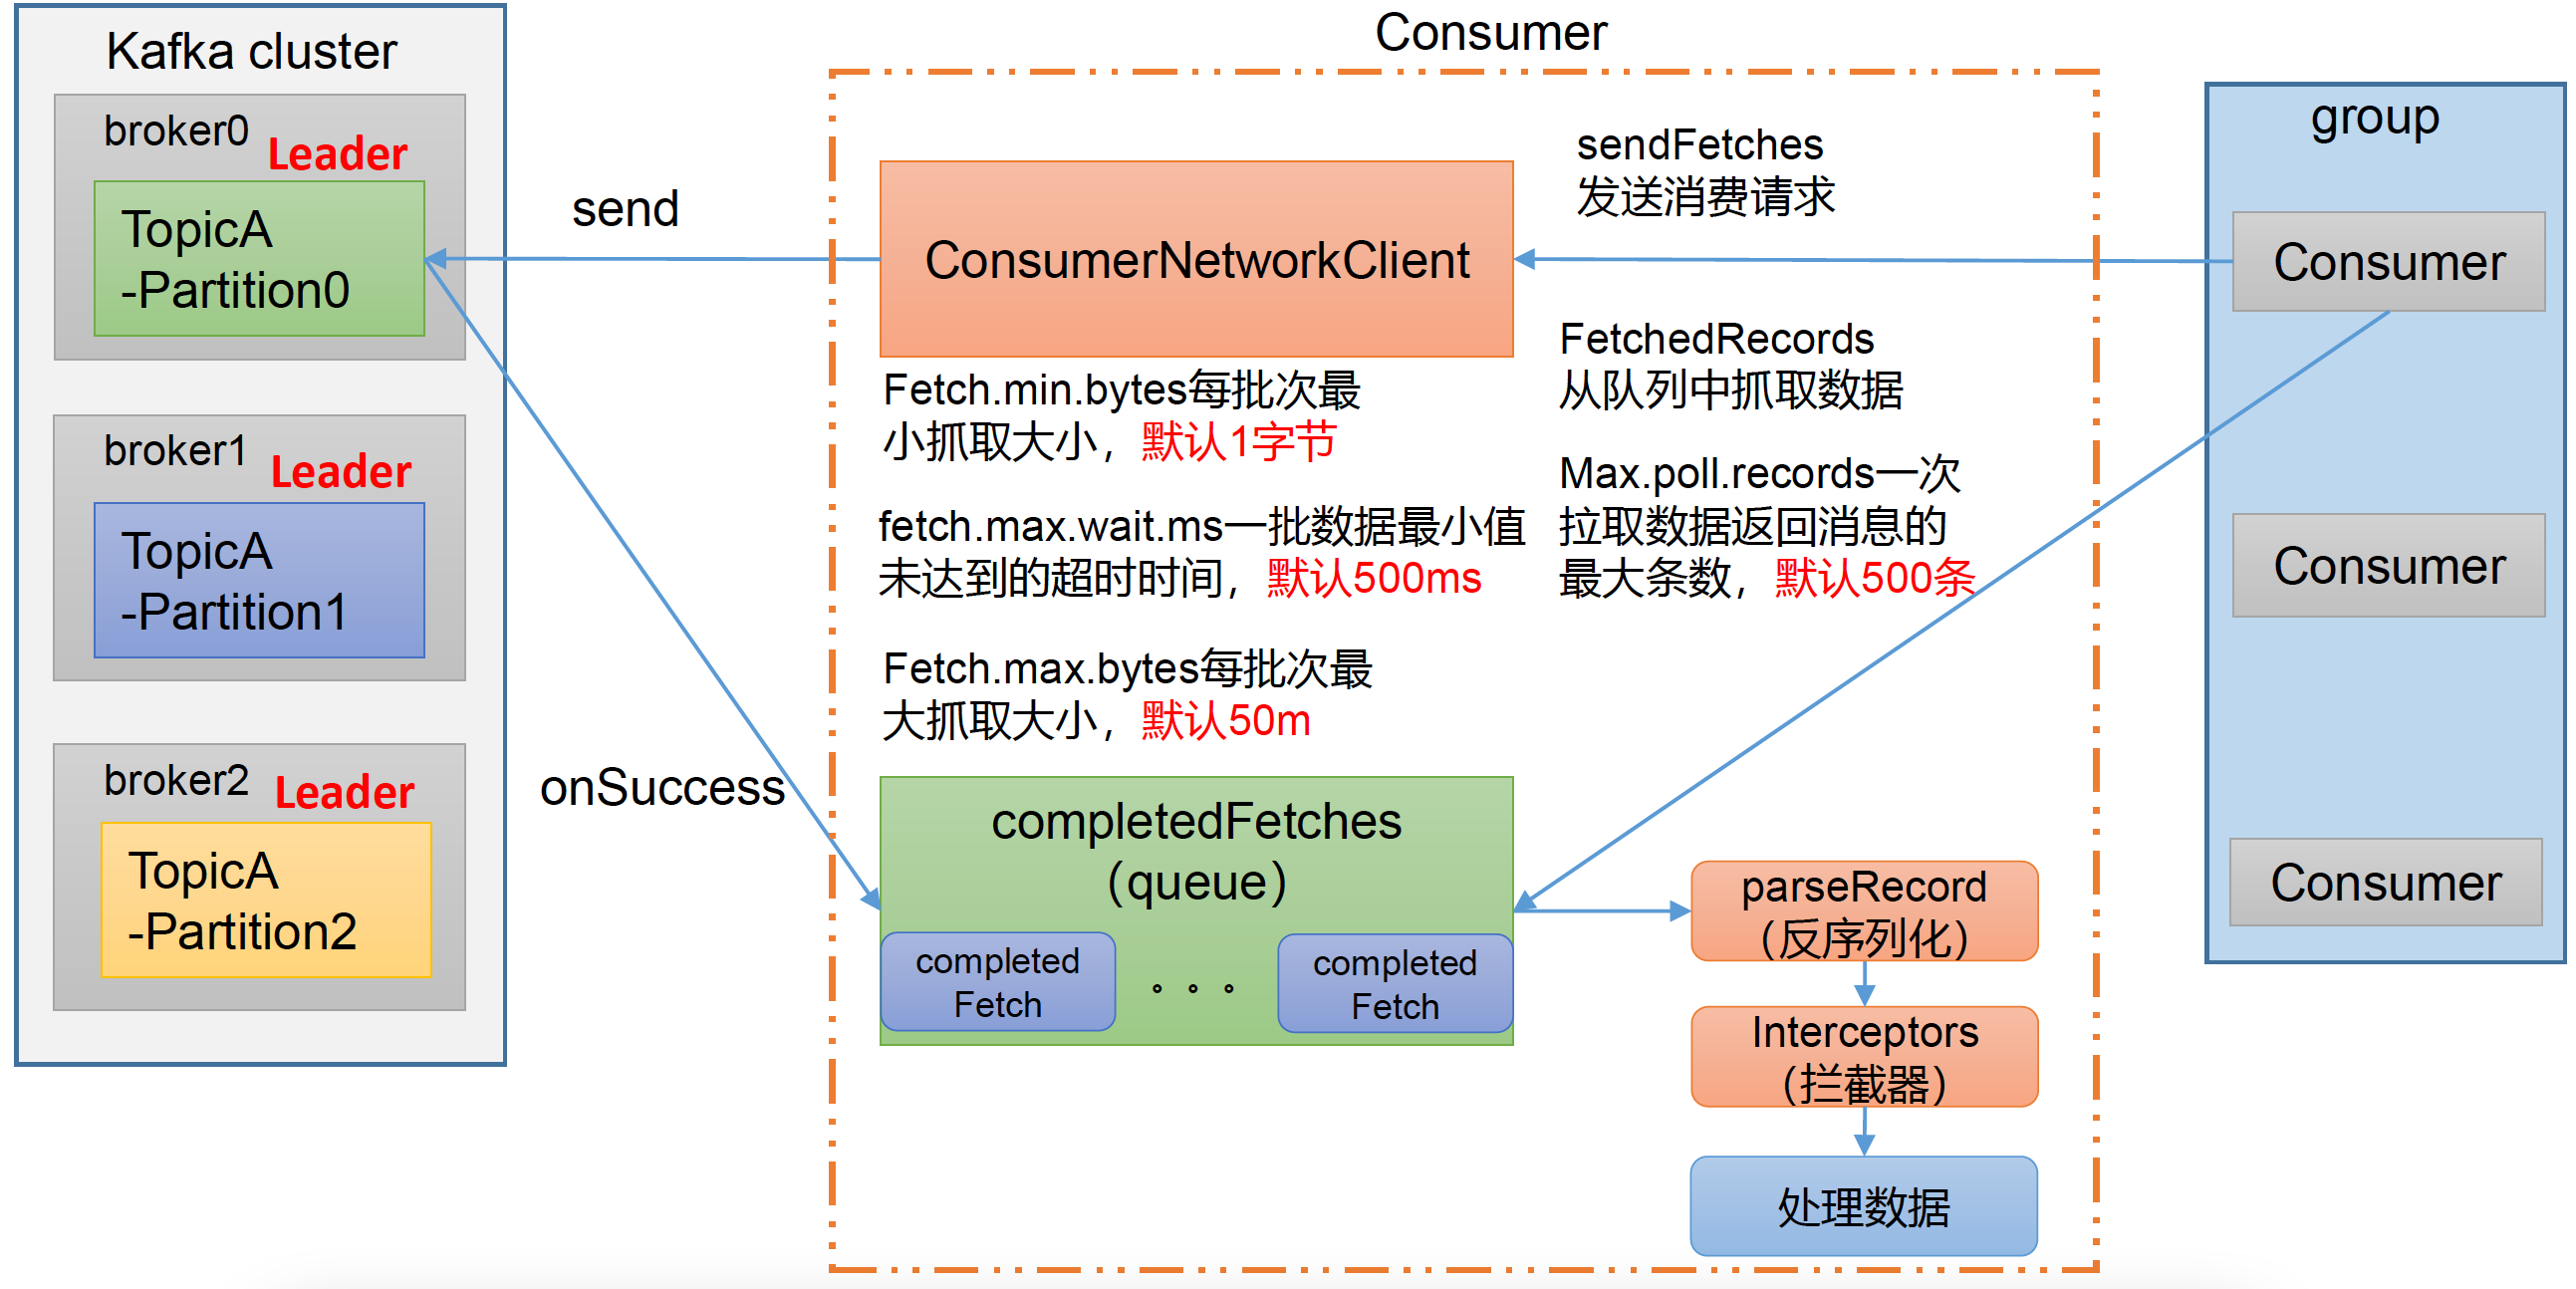 Kafka cluster
broker0
Leader
TopicA
-Partition0
broker1
Leader
TopicA
-Partition1
broker2
Leader
TopicA
-Partition2
send
onSuccess
Consumer
ConsumerNetworkClient
Fetch.min.bytes每批次最
小抓取大小，默认1字节
fetch.max.wait.ms一批数据最小值
未达到的超时时间，默认500ms
Fetch.max.bytes每批次最
大抓取大小，默认50m
completedFetches
（queue）
completed
Fetch
。。。
completed
Fetch
sendFetches
发送消费请求
FetchedRecords
从队列中抓取数据
Max.poll.records一次
拉取数据返回消息的
最大条数，默认500条
parseRecord
（反序列化）
Interceptors
（拦截器）
处理数据
group
Consumer
Consumer
Consumer